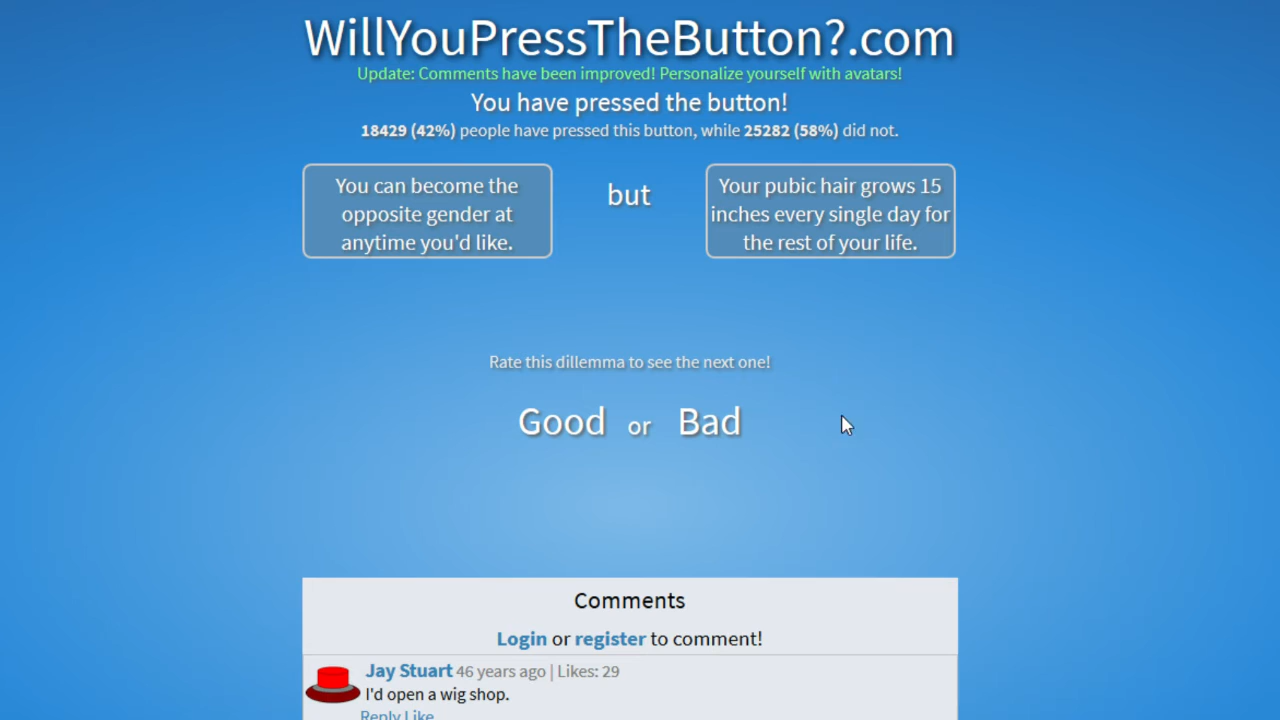 WillYouPressTheButton?.com
Update: Comments have been improved! Personalize yourself with avatars!
You have pressed the button!
18429 (42%) people have pressed this button, while 25282 (58%) did not.
You can become the
opposite gender at
anytime you'd like.
but
Your pubic hair grows 15
inches every single day for
the rest of your life.
Rate this dillemma to see the next one!
Good or Bad
Comments
Login or register to comment!
Jay Stuart 46 years ago | Likes: 29
I'd open a wig shop.
Reply Like